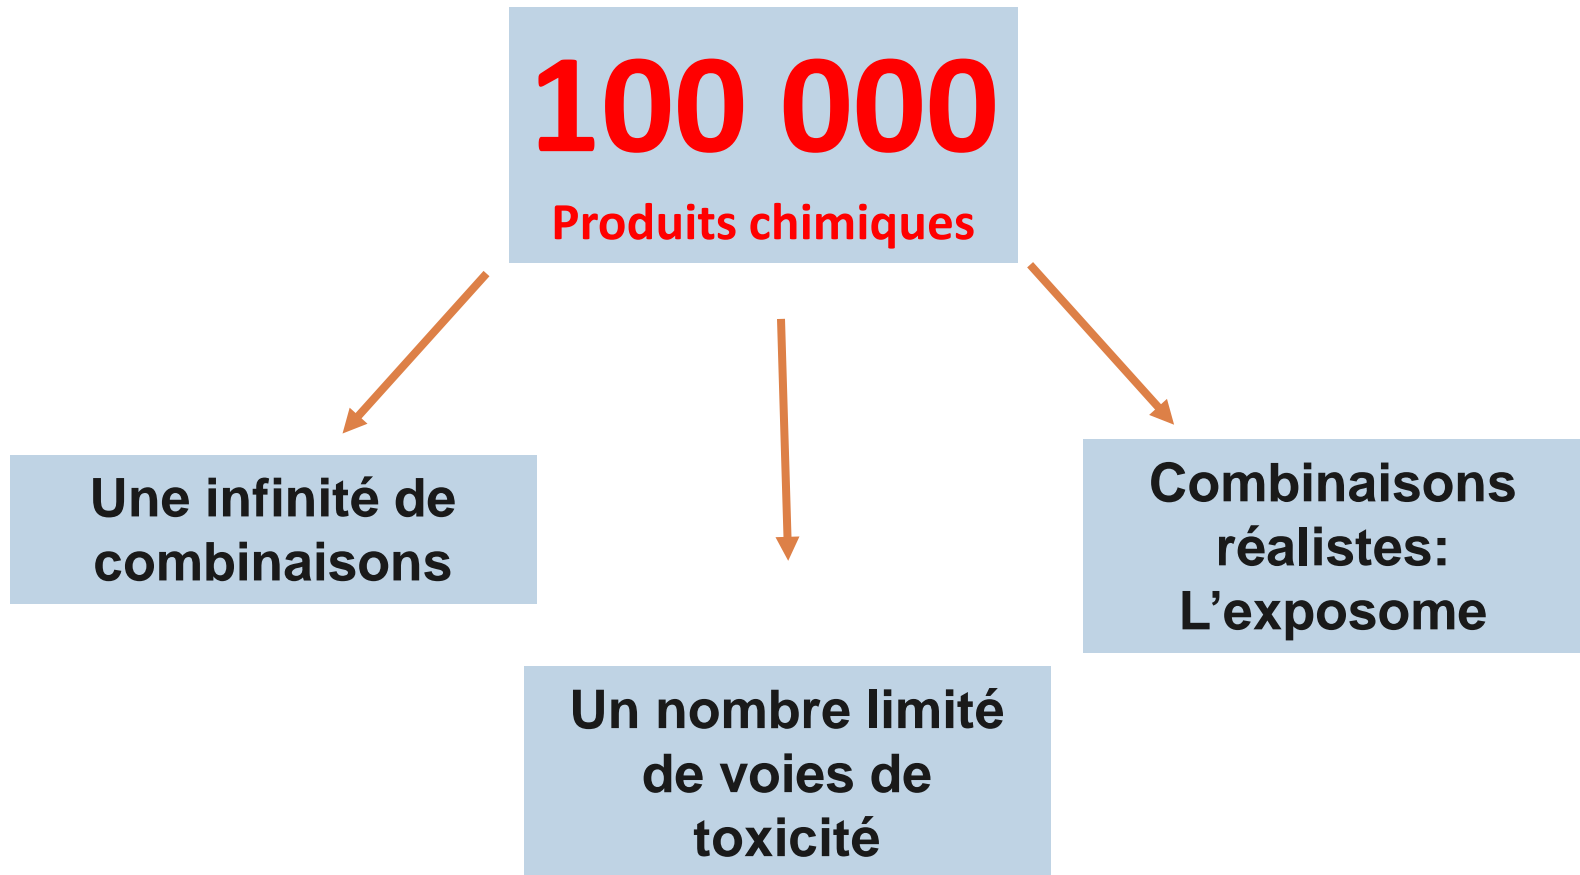 100 000
Produits chimiques
Une infinité de
combinaisons
Combinaisons
réalistes:
L’exposome
Un nombre limité
de voies de
toxicité